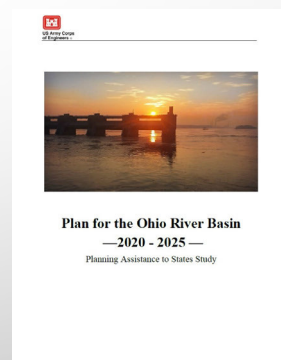 US Army Corps
of Engineers
Plan for the Ohio River Basin
—2020 - 2025 —
Planning Assistance to States Study